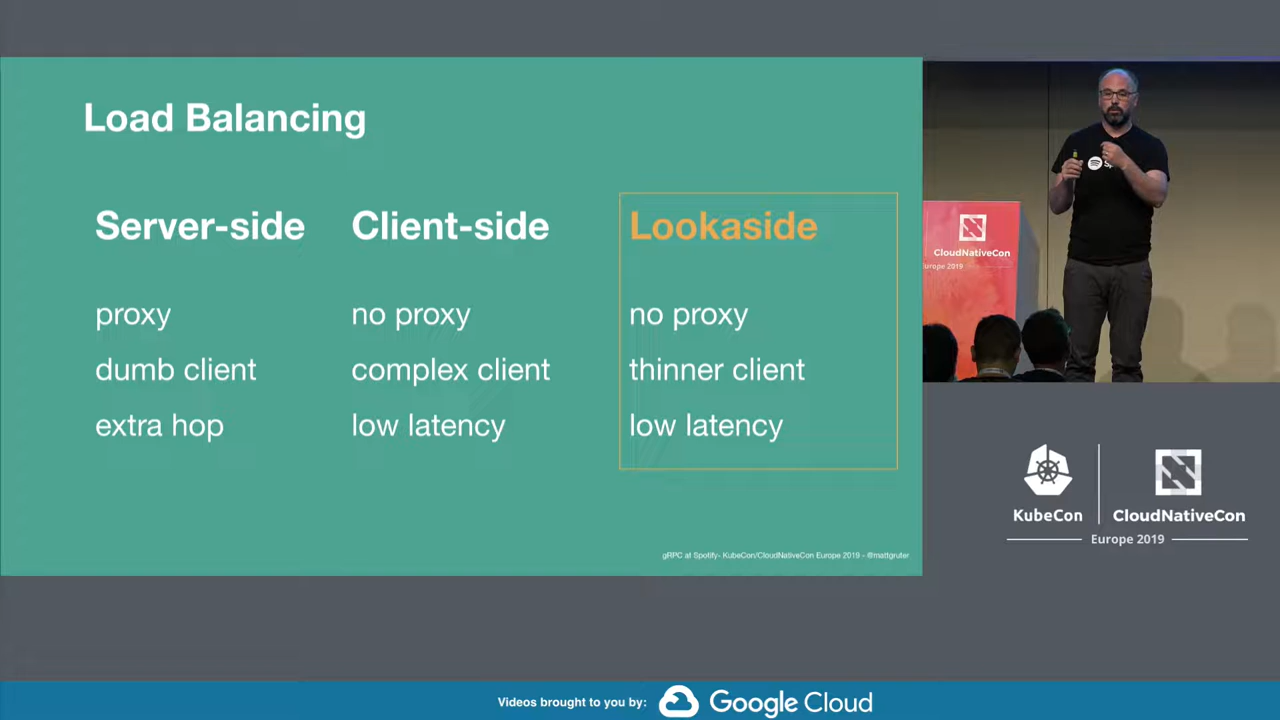 Load Balancing
Server-side
proxy
dumb client
extra hop
Client-side
no proxy
complex client
low latency
Lookaside
no proxy
thinner client
low latency
gRPC at Spotify- KubeCon/CloudNativeCon Europe 2019 - @mattgruter
CloudNativeCon
Europe 2019
KubeCon
CloudNativeCon
Europe 2019
Videos brought to you by:
Google Cloud